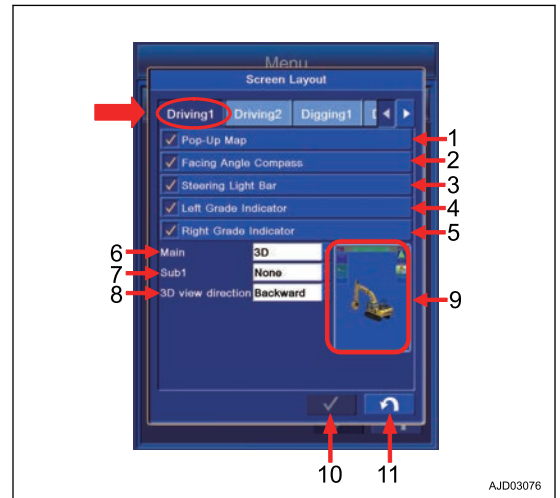 Menu
Screen Layout
Driving1 Driving2 Digging1
Pop-Up Map 1
Facing Angle Compass 2
Steering Light Bar 3
Left Grade Indicator 4
Right Grade Indicator 5
6 Main 3D
7 Sub1 None
8 3D view direction Backward 9
10 11
AJD03076